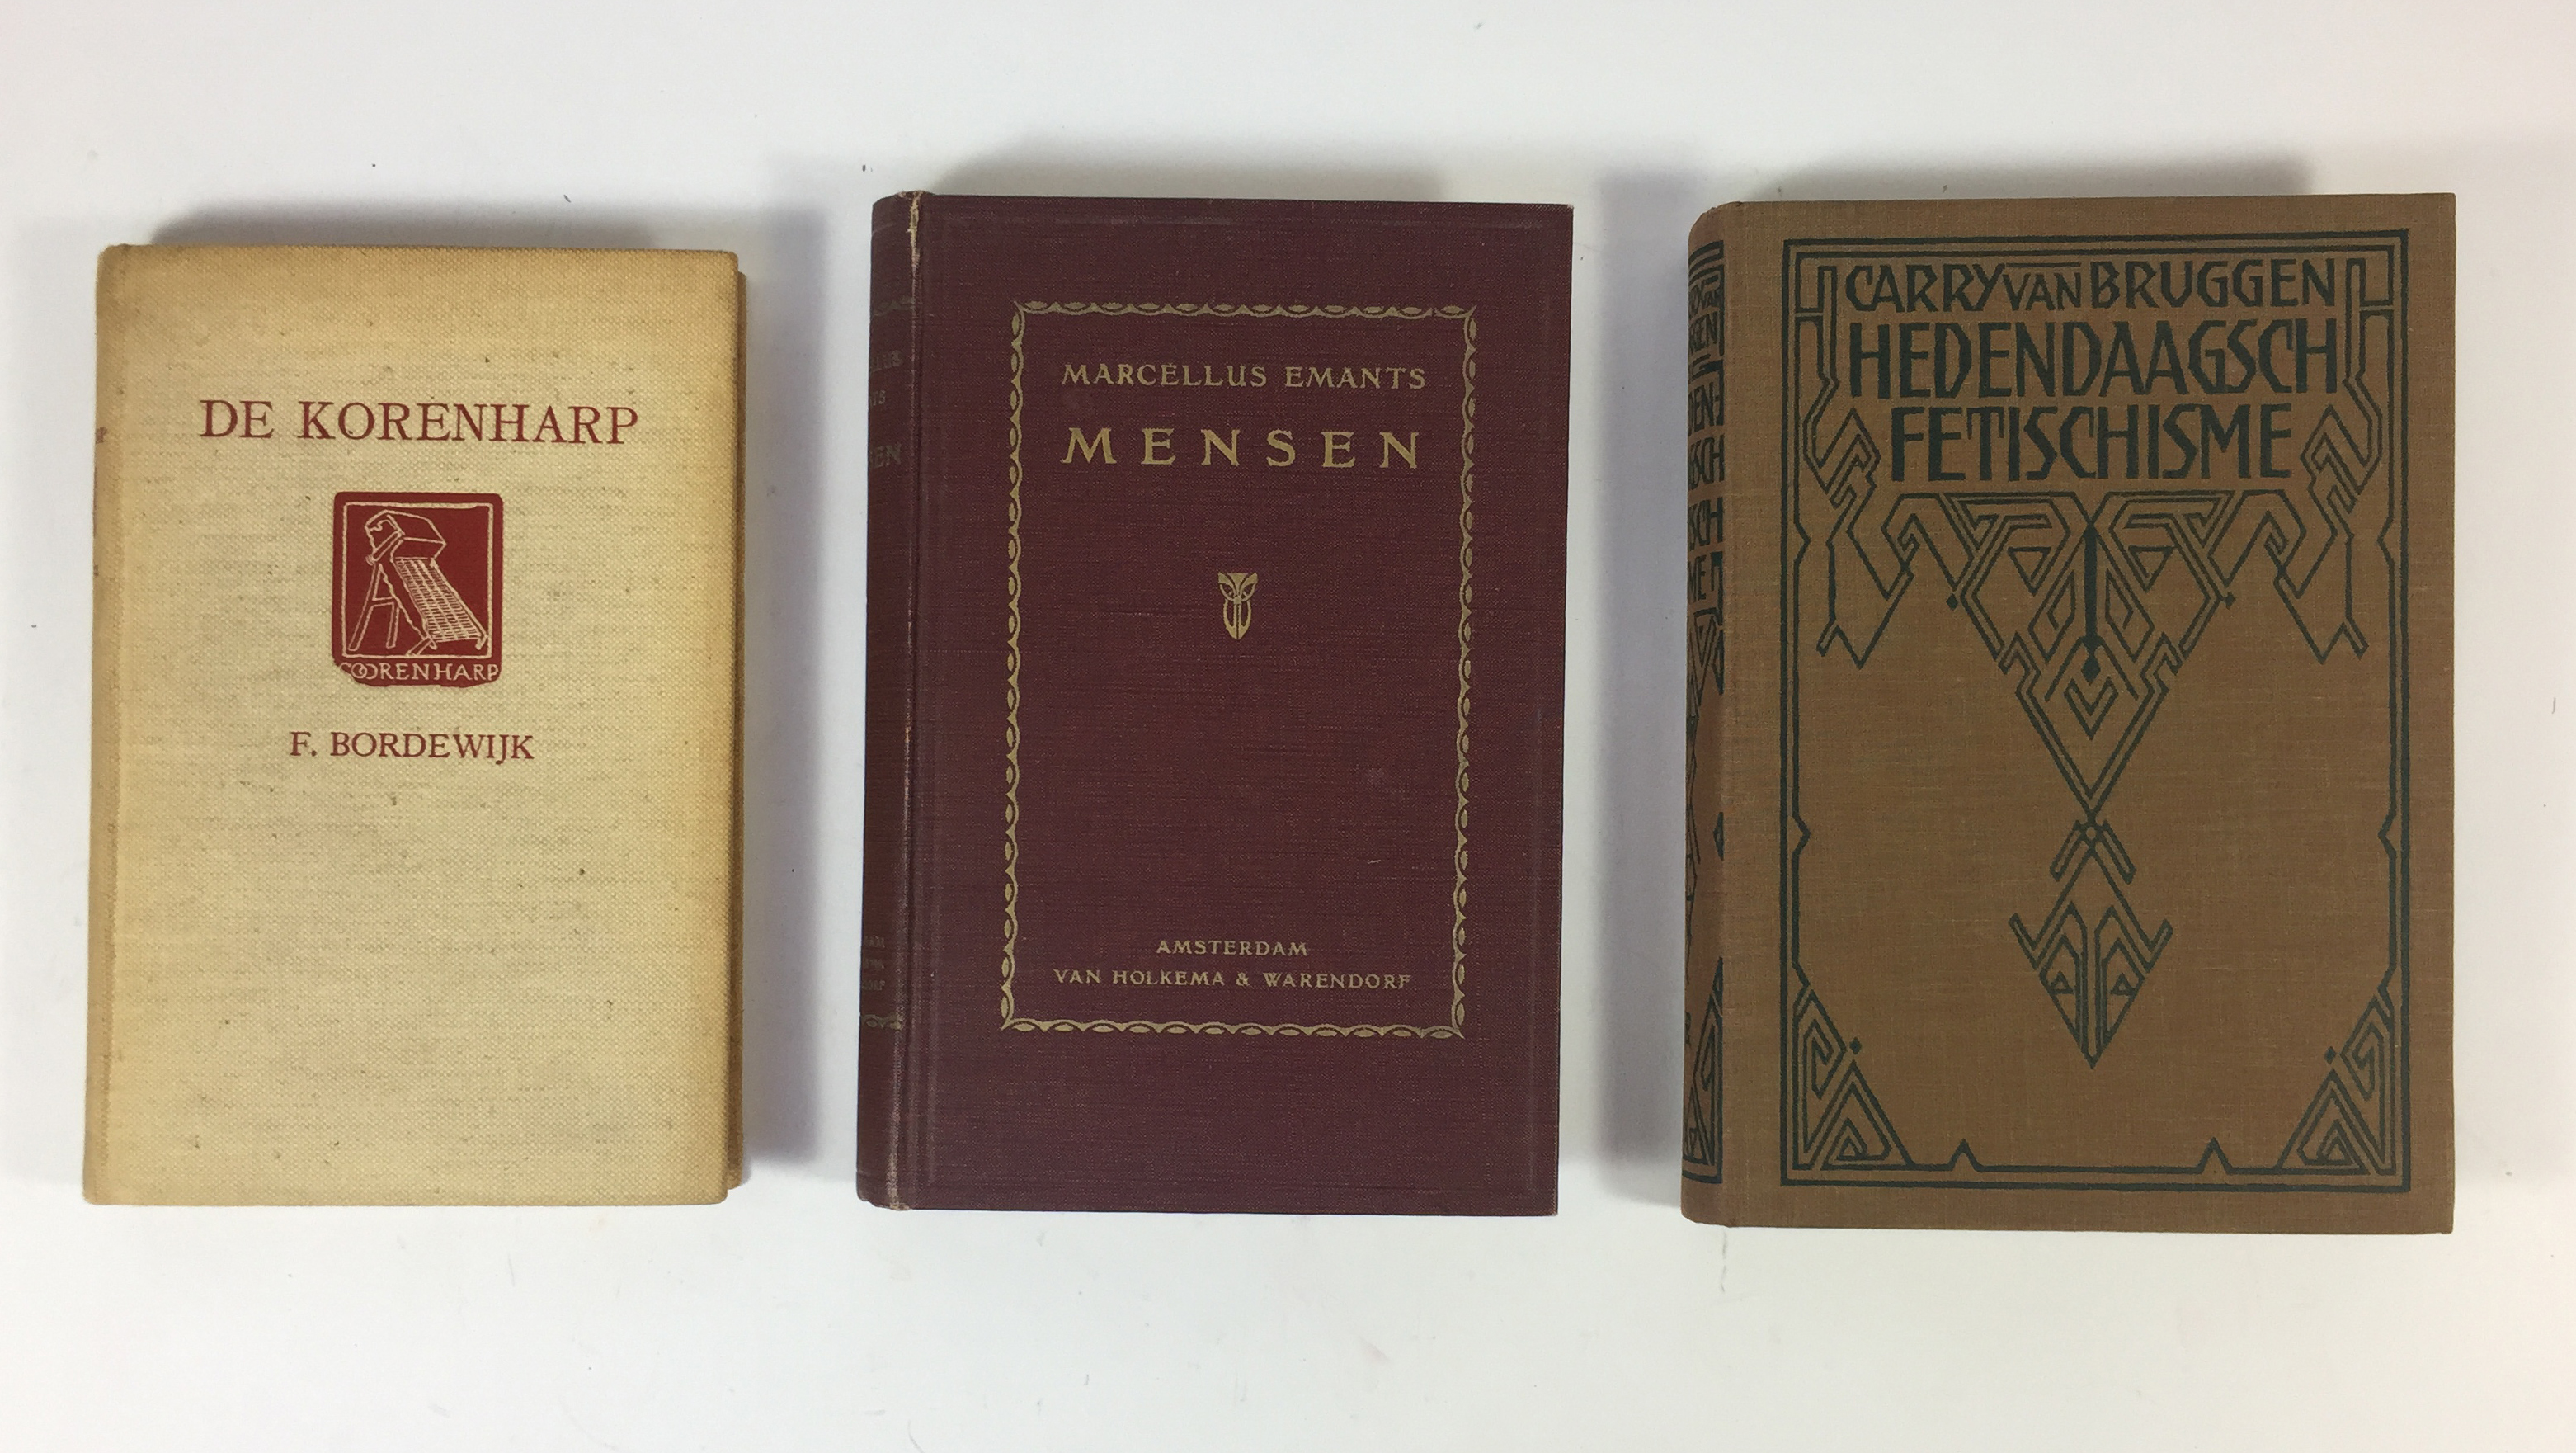 DE KORENHARP
COORENHARP
F. BORDEWIJK
MARCELLUS EMANTS
MENSEN
AMSTERDAM
VAN HOLKEMA & WARENDORF
CARRY VAN BRUGGEN
HEDENDAAGSCH
FETISCHISME